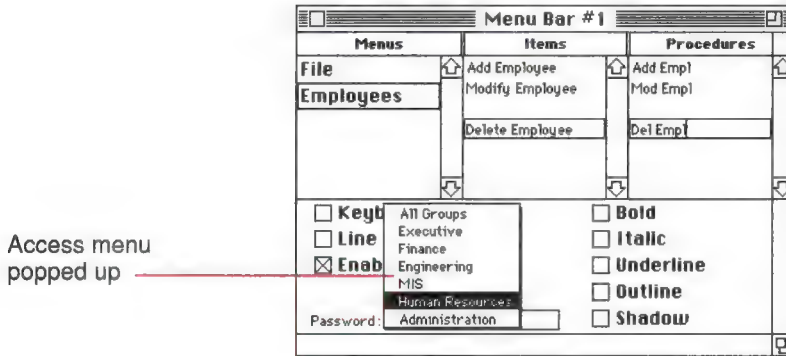 Menu Bar #1
Menus Items Procedures
File
Employees
Add Employee
Modify Employee
Delete Employee
Add Empl
Mod Empl
Del Empl
Keyb
Line
Enab
All Groups
Executive
Finance
Engineering
MIS
Human Resources
Administration
Password:
Bold
Italic
Underline
Outline
Shadow
Access menu
popped up